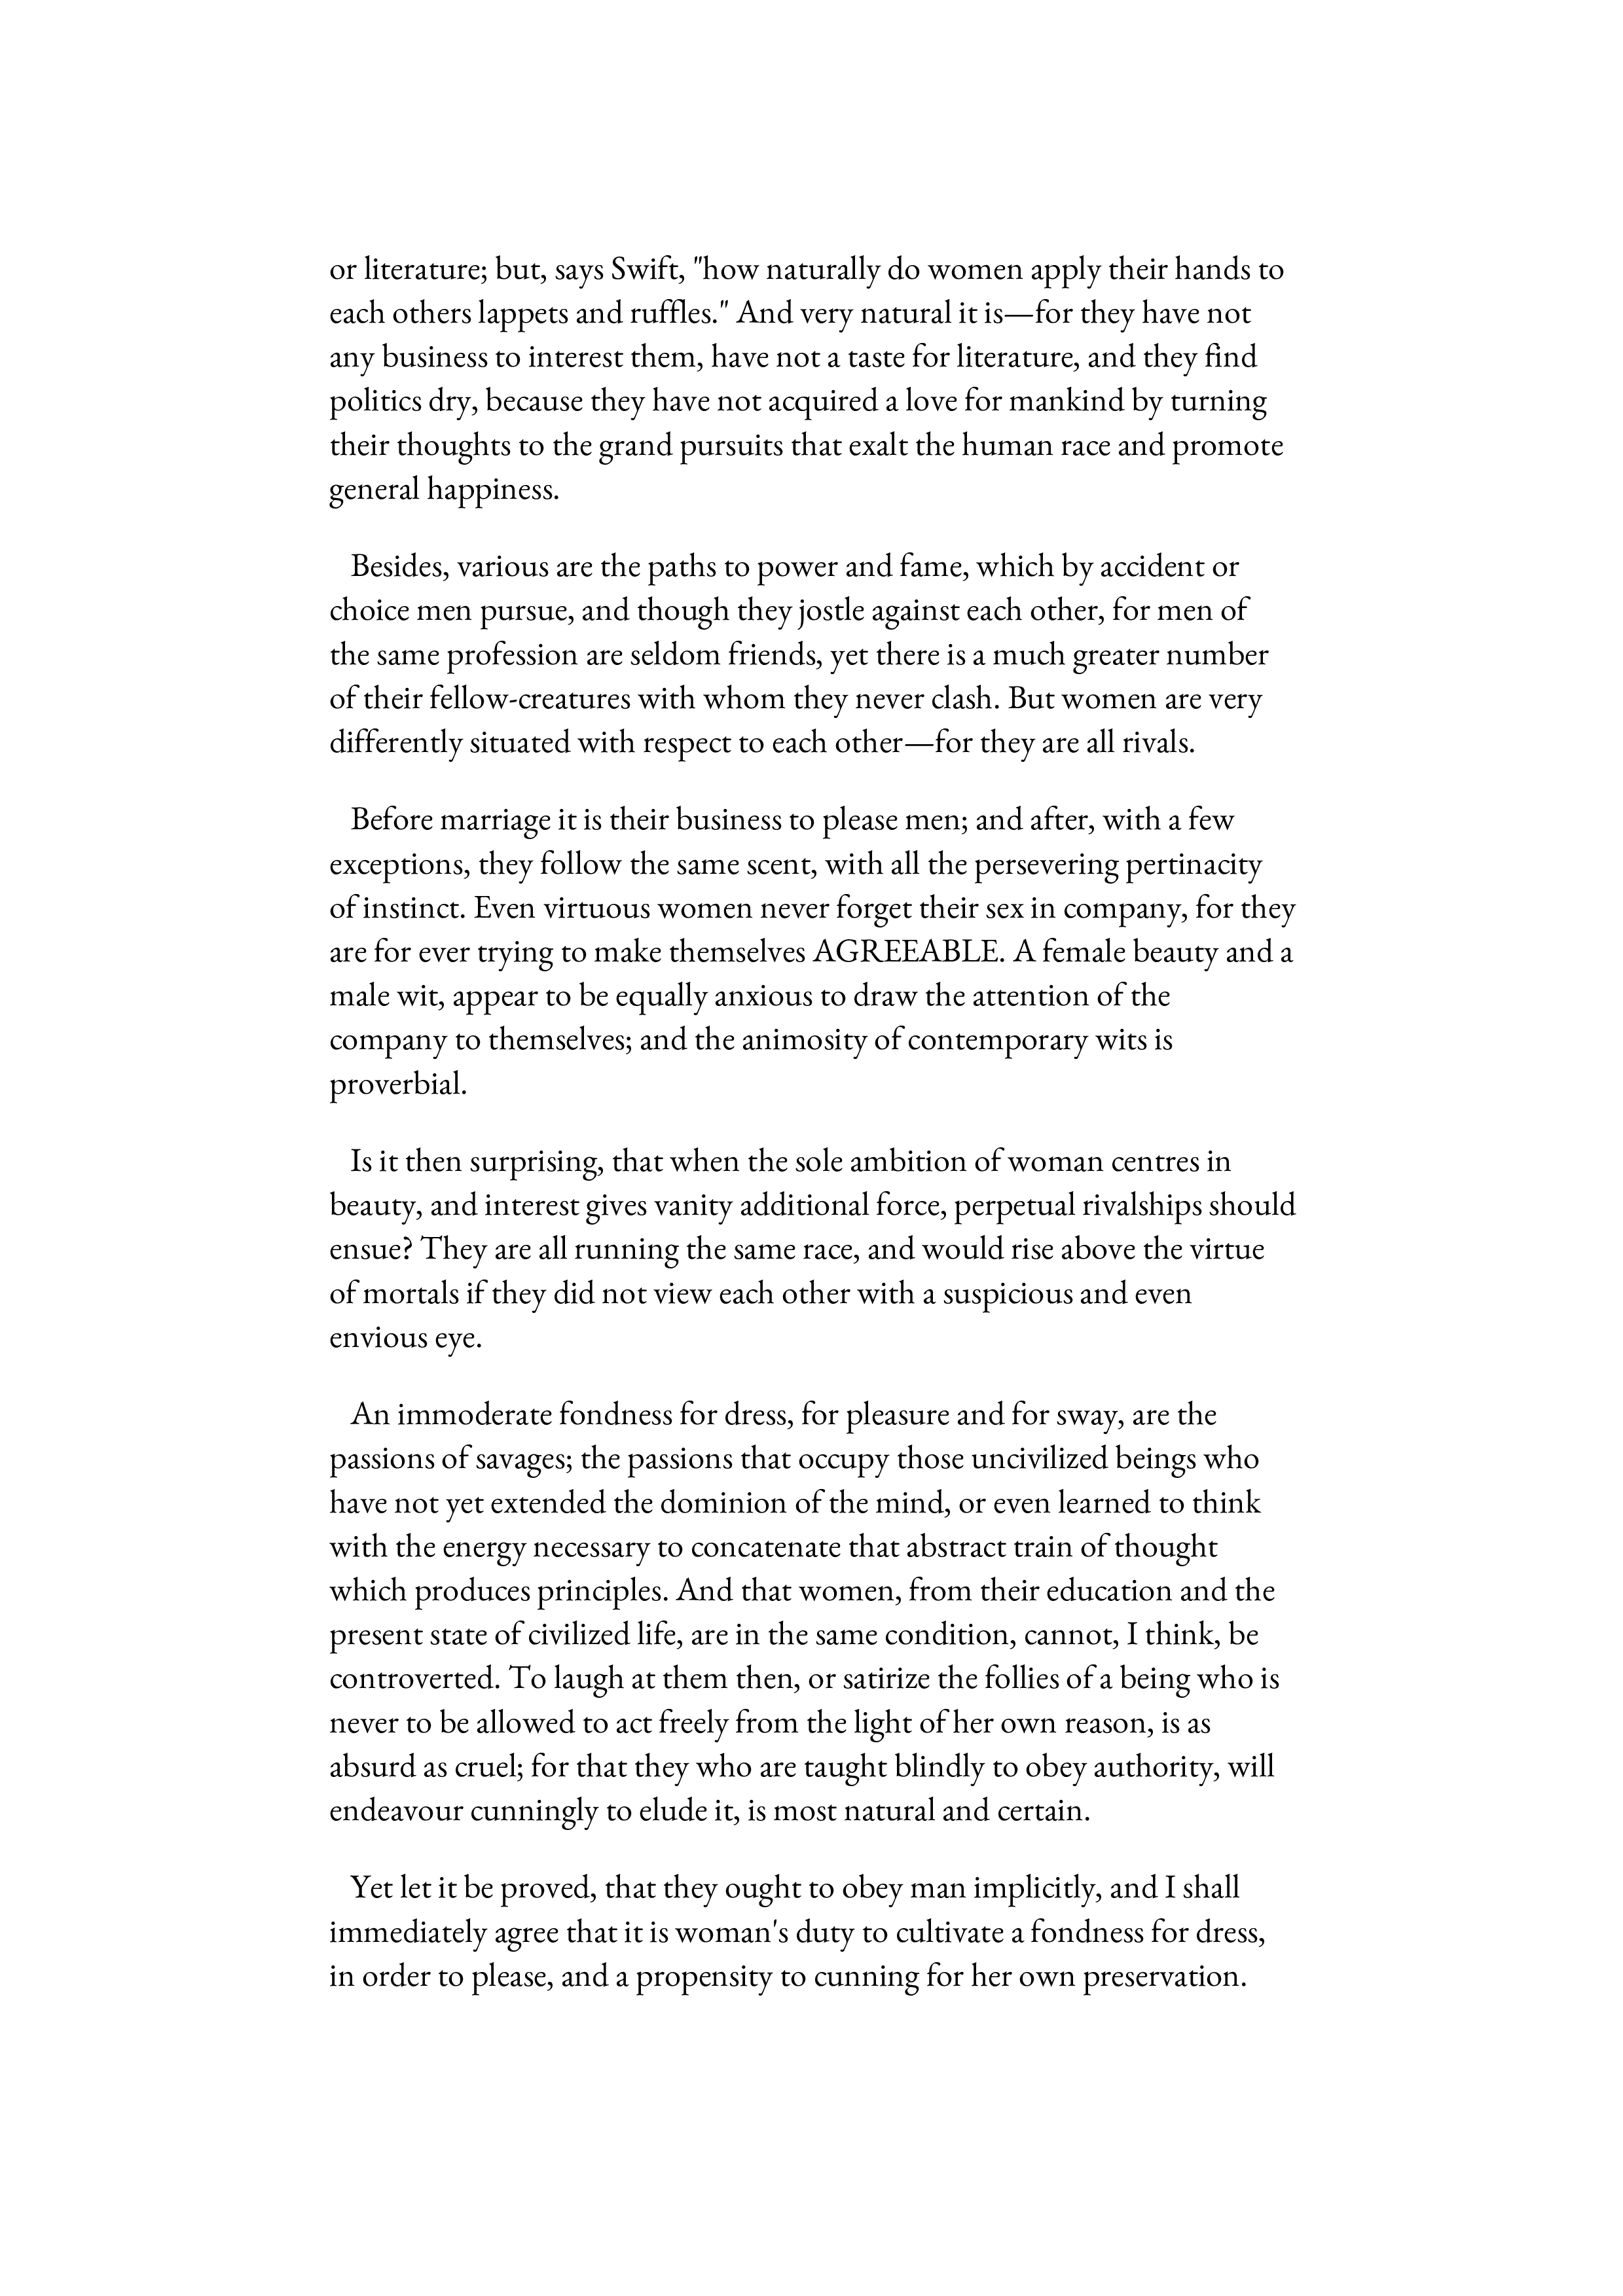 or literature; but, says Swift, "how naturally do women apply their hands to
each others lappets and ruffles." And very natural it is—for they have not
any business to interest them, have not a taste for literature, and they find
politics dry, because they have not acquired a love for mankind by turning
their thoughts to the grand pursuits that exalt the human race and promote
general happiness.
Besides, various are the paths to power and fame, which by accident or
choice men pursue, and though they jostle against each other, for men of
the same profession are seldom friends, yet there is a much greater number
of their fellow-creatures with whom they never clash. But women are very
differently situated with respect to each other—for they are all rivals.
Before marriage it is their business to please men; and after, with a few
exceptions, they follow the same scent, with all the persevering pertinacity
of instinct. Even virtuous women never forget their sex in company, for they
are for ever trying to make themselves AGREEABLE. A female beauty and a
male wit, appear to be equally anxious to draw the attention of the
company to themselves; and the animosity of contemporary wits is
proverbial.
Is it then surprising, that when the sole ambition of woman centres in
beauty, and interest gives vanity additional force, perpetual rivalships should
ensue? They are all running the same race, and would rise above the virtue
of mortals if they did not view each other with a suspicious and even
envious eye.
An immoderate fondness for dress, for pleasure and for sway, are the
passions of savages; the passions that occupy those uncivilized beings who
have not yet extended the dominion of the mind, or even learned to think
with the energy necessary to concatenate that abstract train of thought
which produces principles. And that women, from their education and the
present state of civilized life, are in the same condition, cannot, I think, be
controverted. To laugh at them then, or satirize the follies of a being who is
never to be allowed to act freely from the light of her own reason, is as
absurd as cruel; for that they who are taught blindly to obey authority, will
endeavour cunningly to elude it, is most natural and certain.
Yet let it be proved, that they ought to obey man implicitly, and I shall
immediately agree that it is woman's duty to cultivate a fondness for dress,
in order to please, and a propensity to cunning for her own preservation.